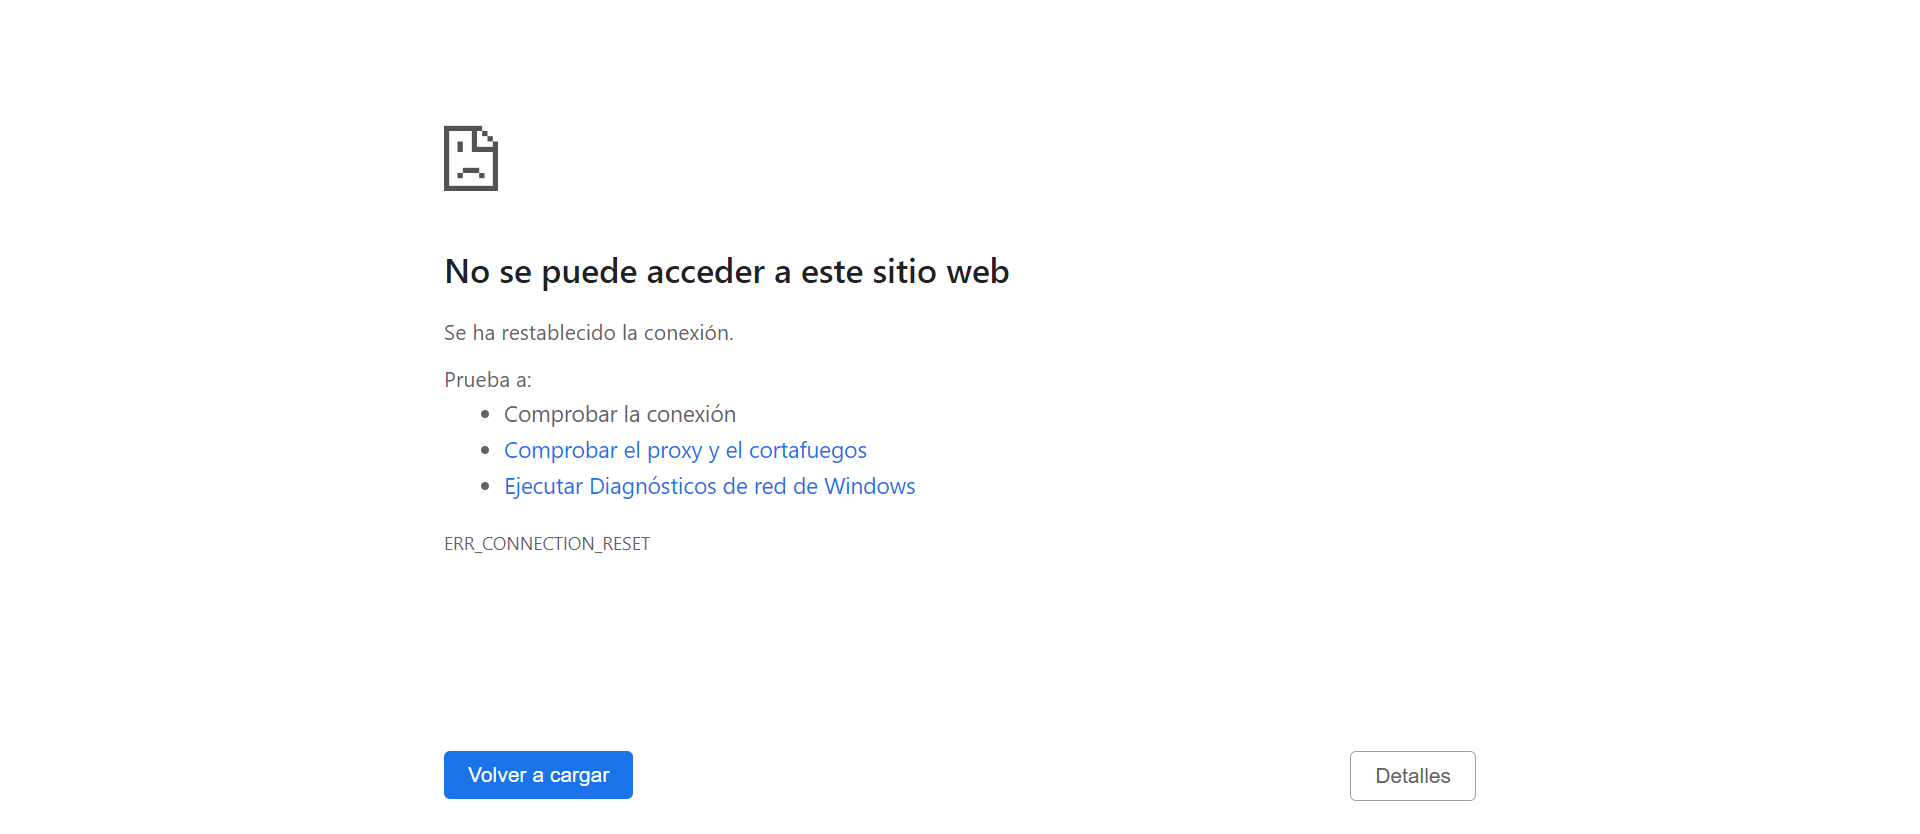 No se puede acceder a este sitio web
Se ha restablecido la conexión.
Prueba a:
Comprobar la conexión
Comprobar el proxy y el cortafuegos
Ejecutar Diagnósticos de red de Windows
ERR_CONNECTION_RESET
Volver a cargar
Detalles